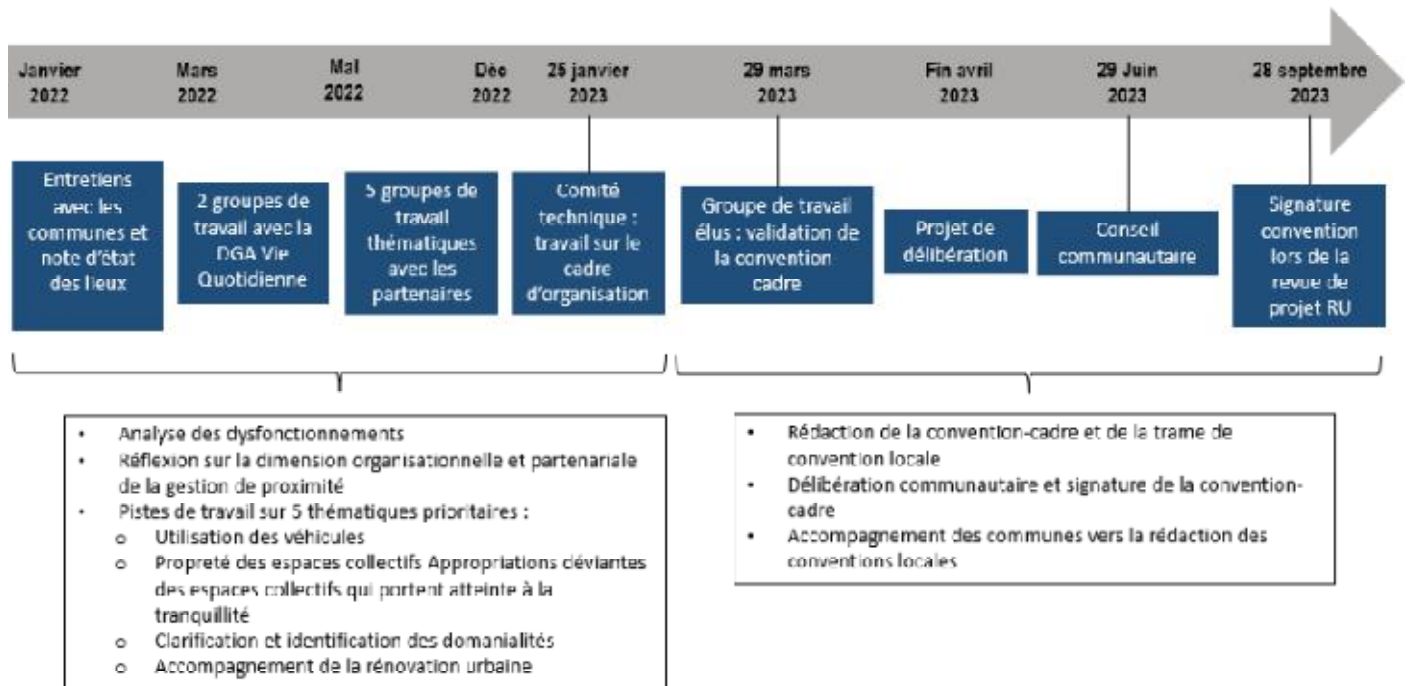 Janvier
2022
Mars
2022
Mai
2022
Déc
2022
25 janvier
2023
29 mars
2023
Fin avril
2023
29 Juin
2023
28 septembre
2023
Entretiens
avec les
communes et
note d'état
des lieux
2 groupes de
travail avec la
DGA Vie
Quotidienne
5 groupes de
travail
thématiques
avec les
partenaires
Comité
technique :
travail sur le
cadre
d'organisation
Groupe de travail
élus : validation de
la convention
cadre
Projet de
délibération
Conseil
communautaire
Signature
convention
lors de la
revue de
projet RU
• Analyse des dysfonctionnements
• Réflexion sur la dimension organisationnelle et partenariale
de la gestion de proximité
• Pistes de travail sur 5 thématiques prioritaires :
o Utilisation des véhicules
o Propreté des espaces collectifs Appropriations déviantes
des espaces collectifs qui portent atteinte à la
tranquillité
o Clarification et identification des domanialités
o Accompagnement de la rénovation urbaine
• Rédaction de la convention-cadre et de la trame de
convention locale
• Délibération communautaire et signature de la convention-
cadre
• Accompagnement des communes vers la rédaction des
conventions locales